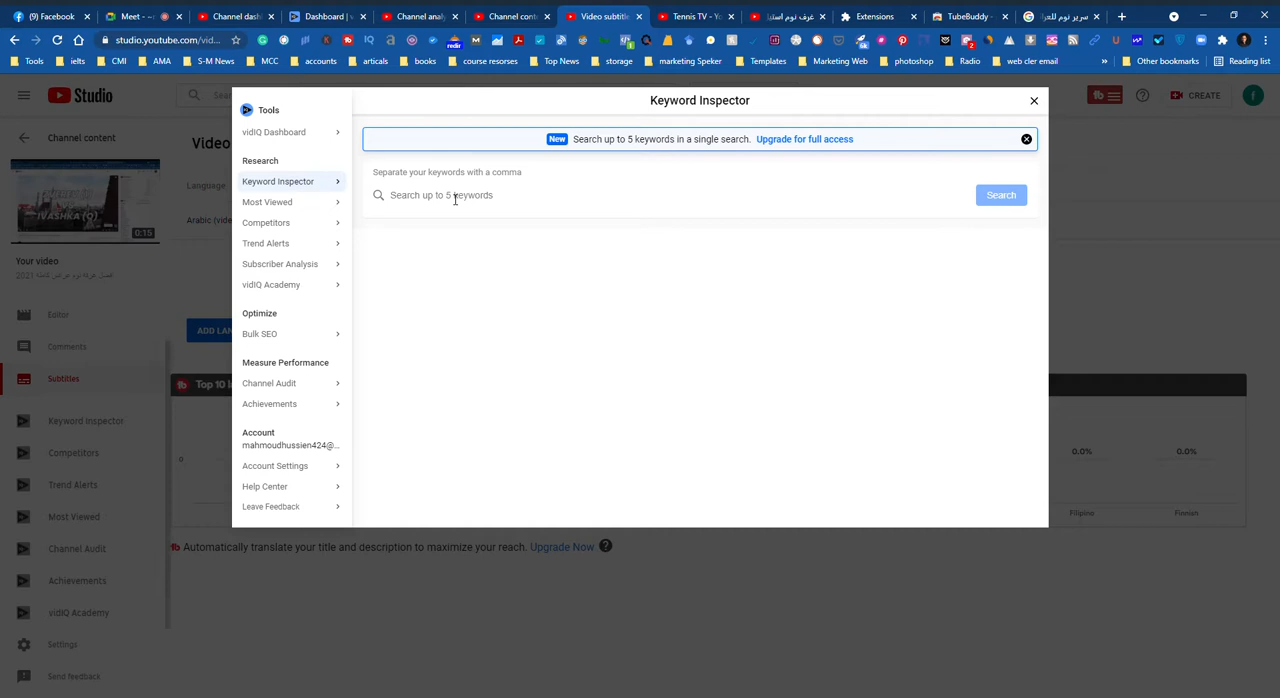 (9) Facebook
Meet
Channel dashl
Dashboard | v
Channel analy
Channel conte
Video subtitle
Tennis TV - Yo
Extensions
TubeBuddy
studio.youtube.com/vid...
Tools
ielts
CMI
AMA
S-M News
MCC
accounts
articals
books
course resorses
Top News
storage
marketing Speker
Templates
Marketing Web
photoshop
Radio
web cler email
Other bookmarks
Reading list
Studio
Sea
CREATE
f
Channel content
0:15
Your video
Editor
Comments
Subtitles
Keyword Inspector
Competitors
Trend Alerts
Most Viewed
Channel Audit
Achievements
vidIQ Academy
Settings
Send feedback
Video
Language
Arabic (vide
ADD LAN
Top 10 l
Tools
vidIQ Dashboard
Research
Keyword Inspector
Most Viewed
Competitors
Trend Alerts
Subscriber Analysis
vidIQ Academy
Optimize
Bulk SEO
Measure Performance
Channel Audit
Achievements
Account
mahmoudhussien424@...
Account Settings
Help Center
Leave Feedback
Keyword Inspector
New Search up to 5 keywords in a single search. Upgrade for full access
Separate your keywords with a comma
Search up to 5 keywords
Search
0.0%
0.0%
Filipino
Finnish
Automatically translate your title and description to maximize your reach. Upgrade Now